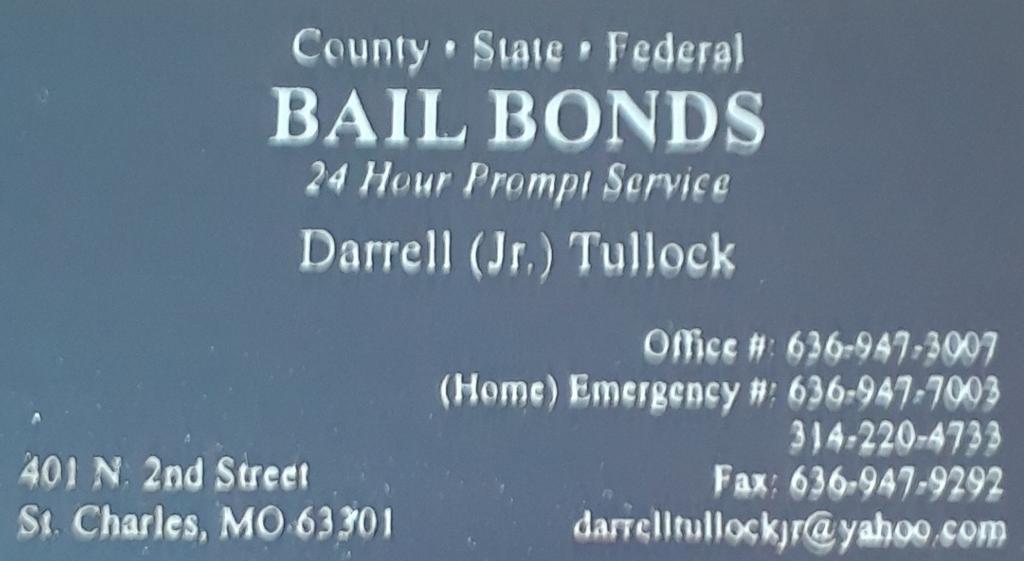 County • State • Federal
BAIL BONDS
24 Hour Prompt Service
Darrell (Jr.) Tullock
Office #: 636-947-3007
(Home) Emergency #: 636-947-7003
314-220-4733
Fax: 636-947-9292
darrelltullockjr@yahoo.com
401 N. 2nd Street
St. Charles, MO 63301